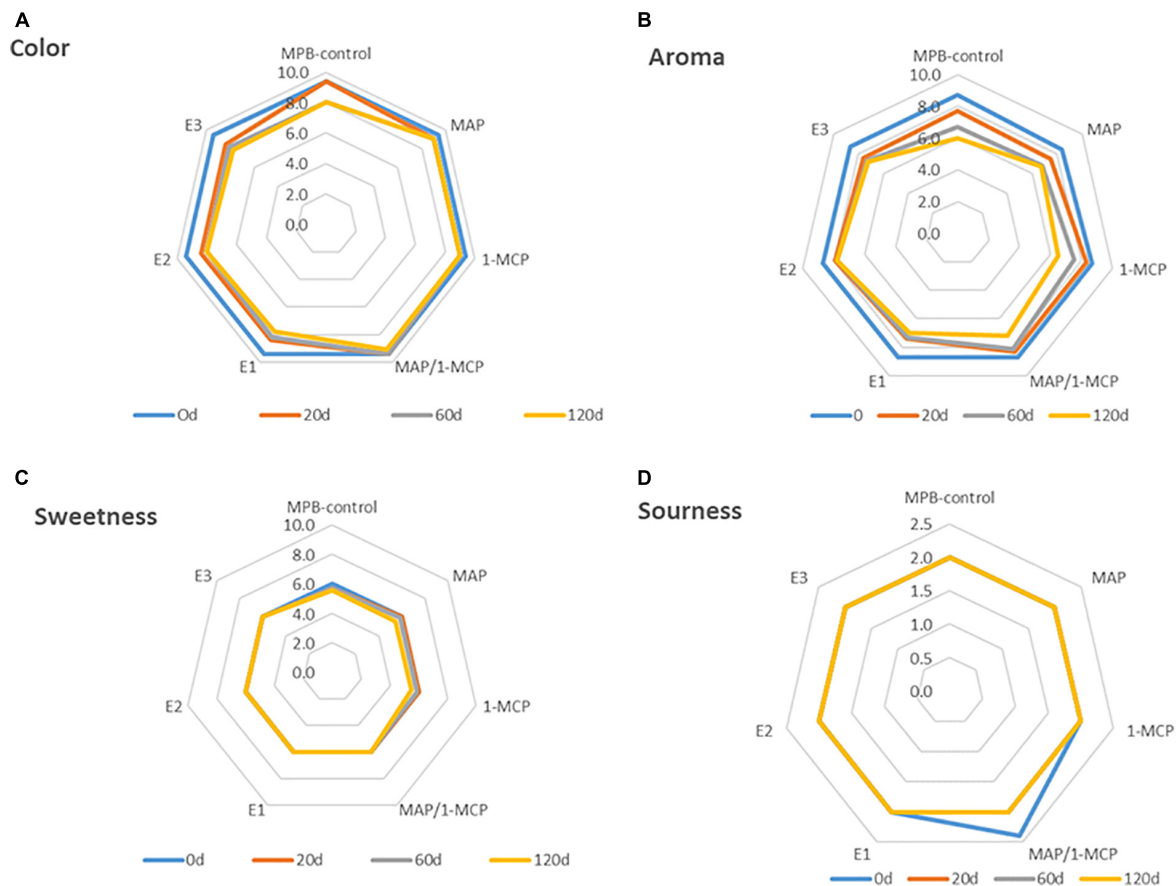 A
Color
MPB-control
10.0
8.0
6.0
4.0
2.0
0.0
MAP
1-MCP
MAP/1-MCP
E1
E2
E3
Od
20d
60d
120d
B
Aroma
MPB-control
10.0
8.0
6.0
4.0
2.0
0.0
MAP
1-MCP
MAP/1-MCP
E1
E2
E3
0
20d
60d
120d
C
Sweetness
MPB-control
10.0
8.0
6.0
4.0
2.0
0.0
MAP
1-MCP
MAP/1-MCP
E1
E2
E3
0d
20d
60d
120d
D
Sourness
MPB-control
2.5
2.0
1.5
1.0
0.5
0.0
MAP
1-MCP
MAP/1-MCP
E1
E2
E3
0d
20d
60d
120d